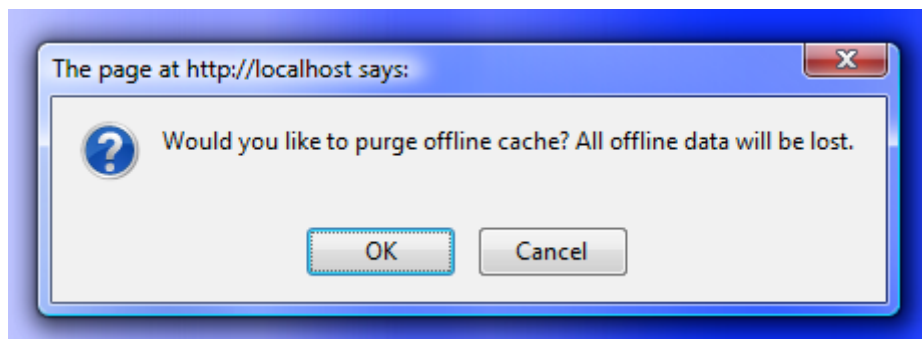 The page at http://localhost says:
Would you like to purge offline cache? All offline data will be lost.
OK
Cancel